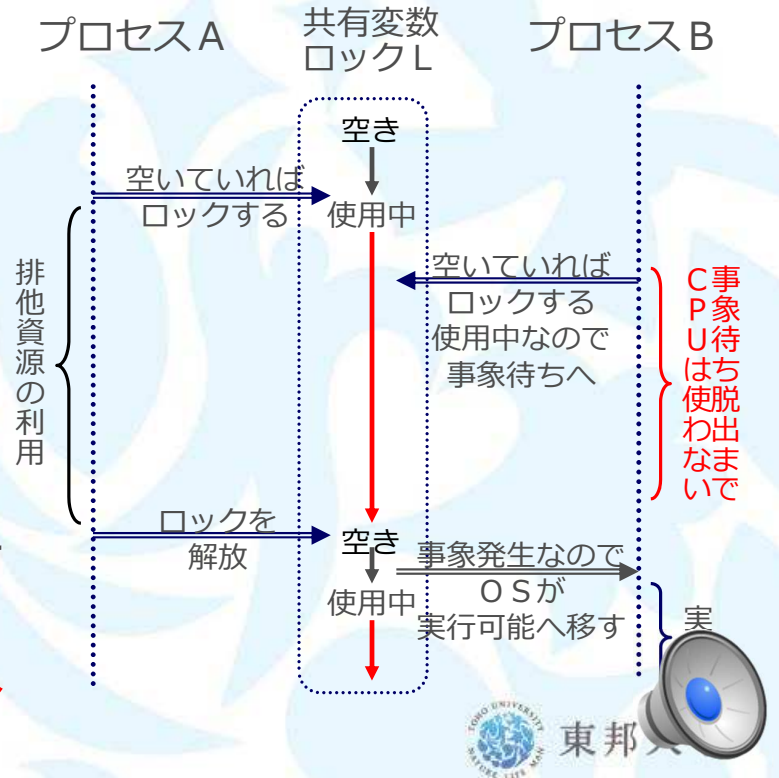 プロセスA
共有変数
ロックL
プロセスB
空き
空いていれば
ロックする
使用中
排他資源の利用
空いていれば
ロックする
使用中なので
事象待ちへ
事象待ち脱出まで
CPUは使わない
ロックを
解放
空き
使用中
事象発生なので
OSが
実行可能へ移す
実
TOHO UNIVERSITY
NATURE LIFE MAN
東邦